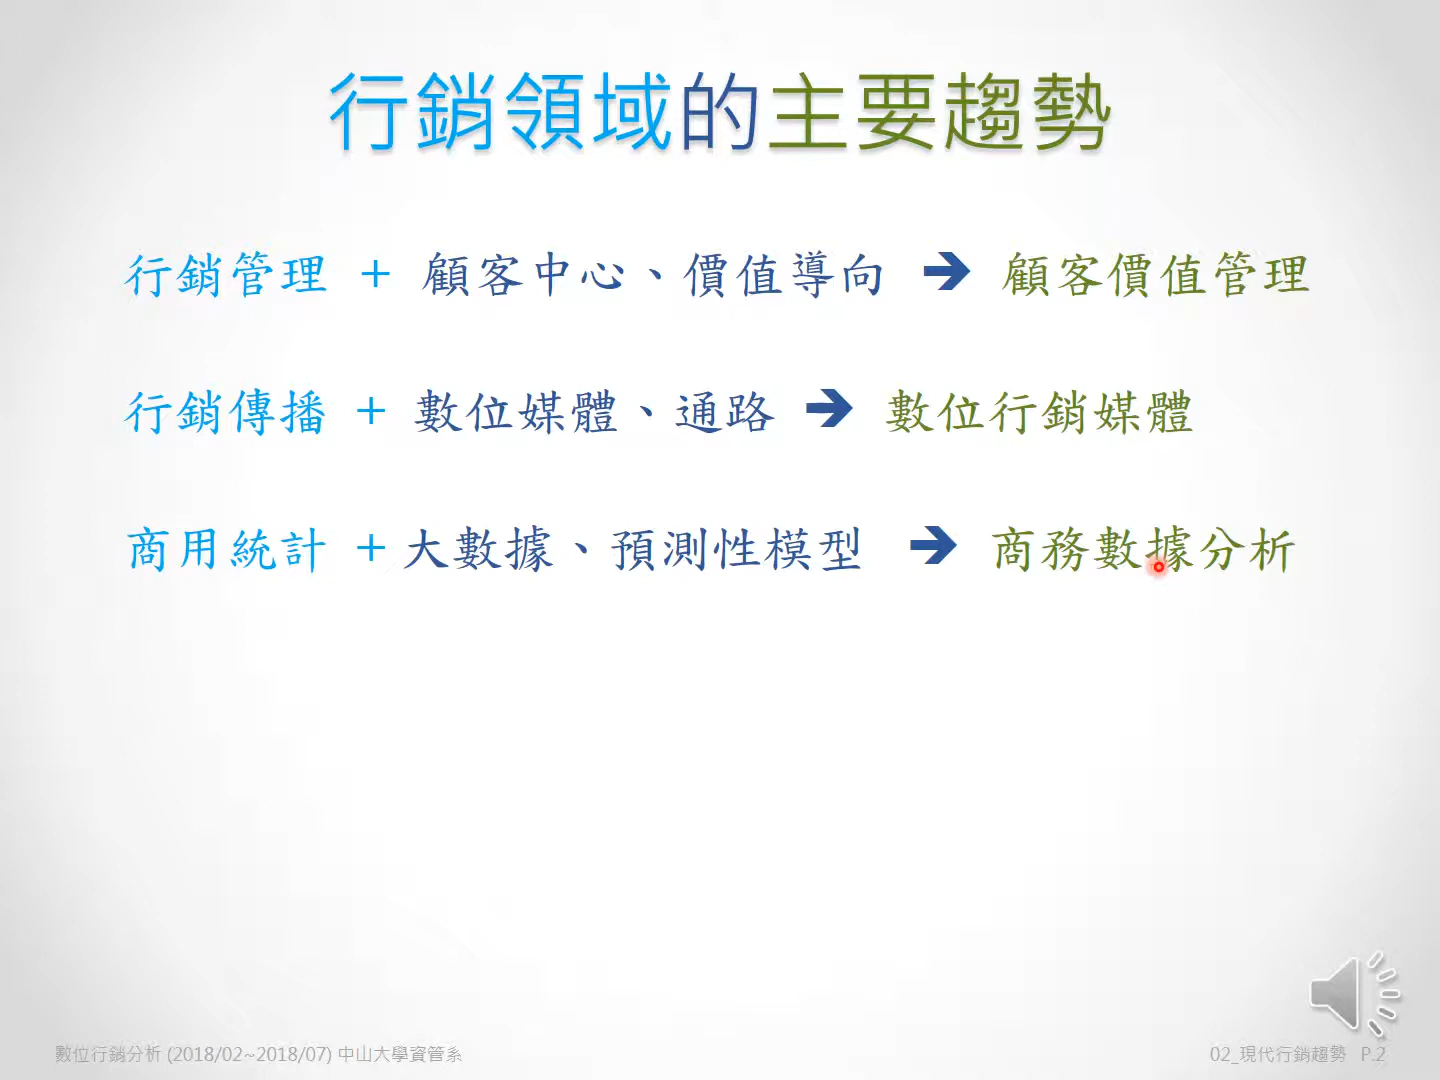 行銷領域的主要趨勢
行銷管理 + 顧客中心、價值導向 ➔ 顧客價值管理
行銷傳播 + 數位媒體、通路 ➔ 數位行銷媒體
商用統計 + 大數據、預測性模型 ➔ 商務數據分析
數位行銷分析 (2018/02~2018/07) 中山大學資管系
02_現代行銷趨勢 P.2